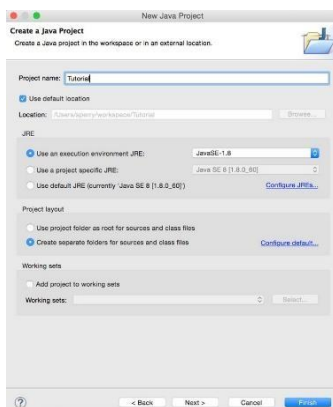 New Java Project
Create a Java Project
Create a Java project in the workspace or in an external location.
Project name: Tutorial
Use default location
Location: /Users/sperry/workspace/Tutorial Browse...
JRE
Use an execution environment JRE: JavaSE-1.8
Use a project specific JRE: Java SE 8 [1.8.0_60]
Use default JRE (currently 'Java SE 8 [1.8.0_60]') Configure JREs...
Project layout
Use project folder as root for sources and class files
Create separate folders for sources and class files Configure default...
Working sets
Add project to working sets
Working sets: Select...
? < Back Next > Cancel Finish